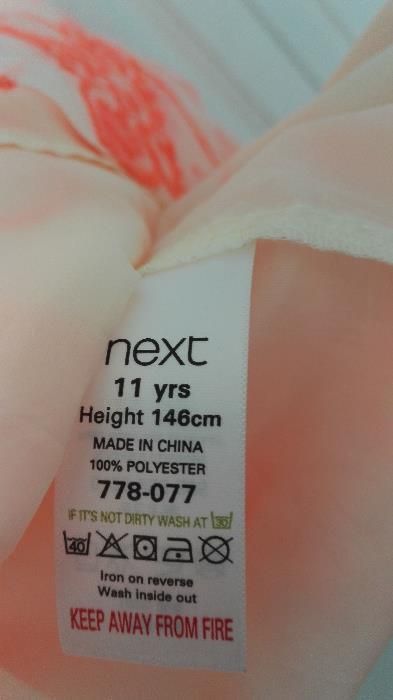 next
11 yrs
Height 146cm
MADE IN CHINA
100% POLYESTER
778-077
IF IT'S NOT DIRTY WASH AT 30
40
Iron on reverse
Wash inside out
KEEP AWAY FROM FIRE